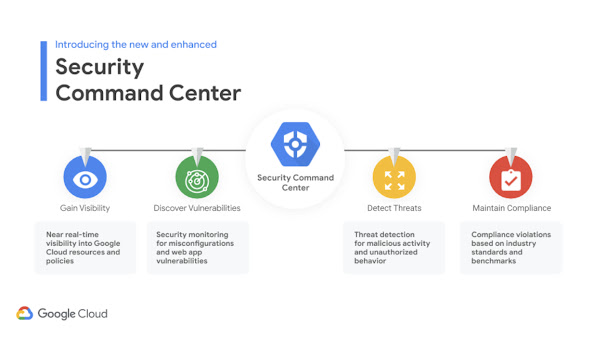 Introducing the new and enhanced
Security
Command Center
Security Command
Center
Gain Visibility
Discover Vulnerabilities
Detect Threats
Maintain Compliance
Near real-time
visibility into Google
Cloud resources and
policies
Security monitoring
for misconfigurations
and web app
vulnerabilities
Threat detection
for malicious activity
and unauthorized
behavior
Compliance violations
based on industry
standards and
benchmarks
Google Cloud